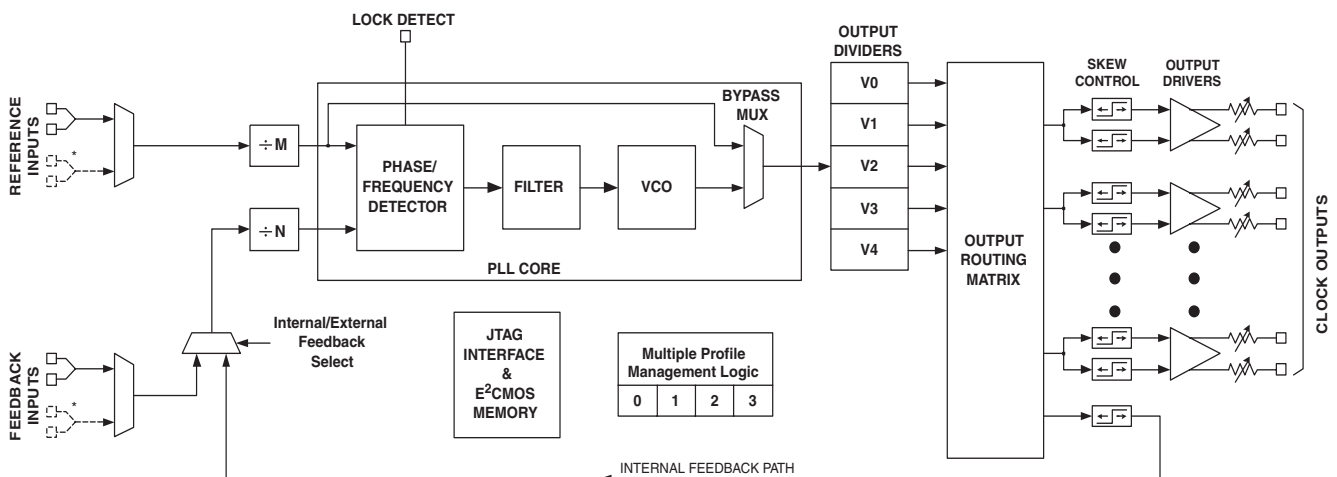 LOCK DETECT
OUTPUT
DIVIDERS
V0
V1
V2
V3
V4
SKEW
CONTROL
OUTPUT
DRIVERS
BYPASS
MUX
REFERENCE
INPUTS
*
÷M
PHASE/
FREQUENCY
DETECTOR
FILTER
VCO
÷N
PLL CORE
OUTPUT
ROUTING
MATRIX
CLOCK OUTPUTS
Internal/External
Feedback
Select
JTAG
INTERFACE
&
E²CMOS
MEMORY
Multiple Profile
Management Logic
0 1 2 3
FEEDBACK
INPUTS
*
INTERNAL FEEDBACK PATH